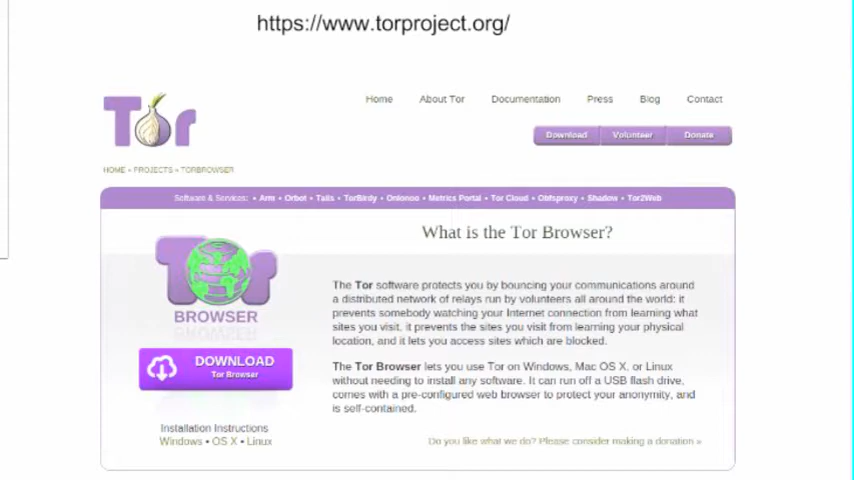 https://www.torproject.org/
Tor
Home About Tor Documentation Press Blog Contact
Download Volunteer Donate
HOME » PROJECTS » TORBROWSER
Software & Services: • Arm • Orbot • Tails • TorBirdy • Onionoo • Metrics Portal • Tor Cloud • Obfsproxy • Shadow • Tor2Web
What is the Tor Browser?
Tor
BROWSER
DOWNLOAD
Tor Browser
Installation Instructions
Windows • OS X • Linux
The Tor software protects you by bouncing your communications around
a distributed network of relays run by volunteers all around the world: it
prevents somebody watching your Internet connection from learning what
sites you visit, it prevents the sites you visit from learning your physical
location, and it lets you access sites which are blocked.
The Tor Browser lets you use Tor on Windows, Mac OS X, or Linux
without needing to install any software. It can run off a USB flash drive,
comes with a pre-configured web browser to protect your anonymity, and
is self-contained.
Do you like what we do? Please consider making a donation »